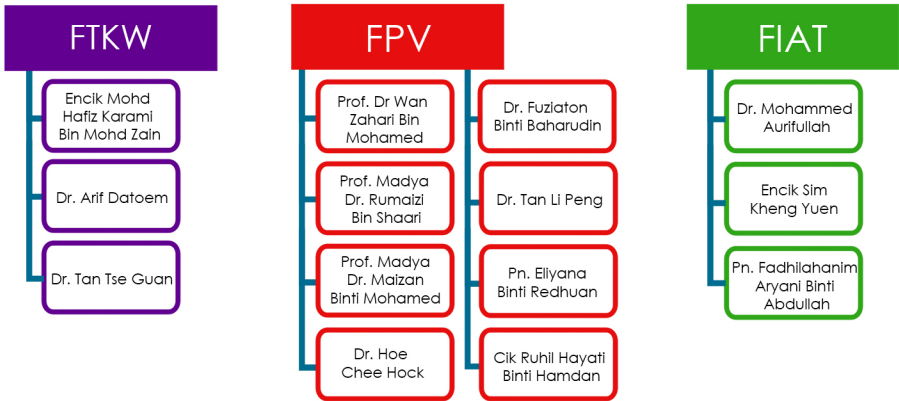 FTKW
Encik Mohd
Hafiz Karami
Bin Mohd Zain
Dr. Arif Datoem
Dr. Tan Tse Guan
FPV
Prof. Dr Wan
Zahari Bin
Mohamed
Prof. Madya
Dr. Rumaizi
Bin Shaari
Prof. Madya
Dr. Maizan
Binti Mohamed
Dr. Hoe
Chee Hock
Dr. Fuziaton
Binti Baharudin
Dr. Tan Li Peng
Pn. Eliyana
Binti Redhuan
Cik Ruhil Hayati
Binti Hamdan
FIAT
Dr. Mohammed
Aurifullah
Encik Sim
Kheng Yuen
Pn. Fadhilahanim
Aryani Binti
Abdullah